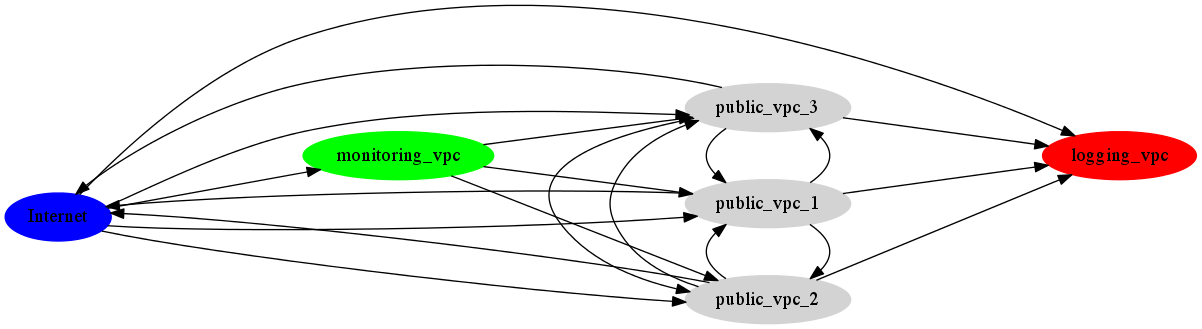 public_vpc_3
monitoring_vpc
logging_vpc
Internet
public_vpc_1
public_vpc_2